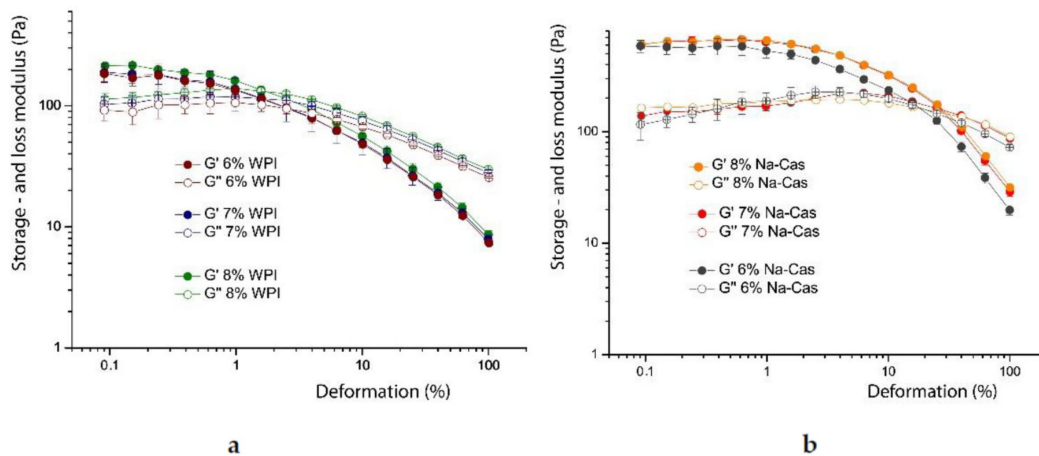 Storage - and loss modulus (Pa)
100
10
1
G' 6% WPI
G" 6% WPI
G' 7% WPI
G" 7% WPI
G' 8% WPI
G" 8% WPI
0.1
1
10
100
Deformation (%)
a
Storage - and loss modulus (Pa)
100
10
1
G' 8% Na-Cas
G" 8% Na-Cas
G' 7% Na-Cas
G" 7% Na-Cas
G' 6% Na-Cas
G" 6% Na-Cas
0.1
1
10
100
Deformation (%)
b